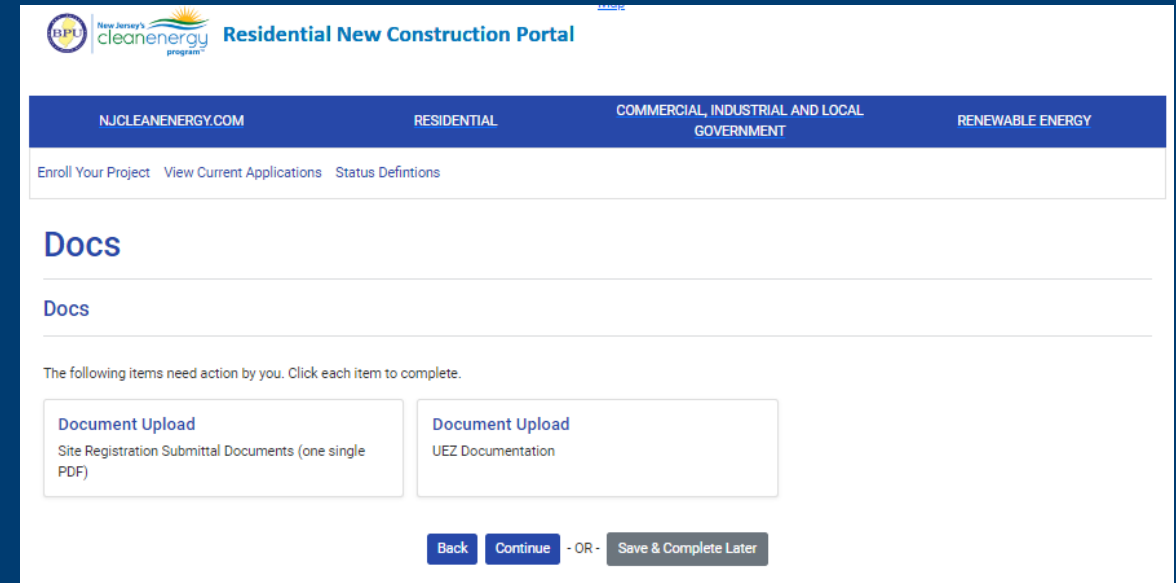 Map
BPU
New Jersey's
cleanenergy
program™
Residential New Construction Portal
NJCLEANENERGY.COM
RESIDENTIAL
COMMERCIAL, INDUSTRIAL AND LOCAL
GOVERNMENT
RENEWABLE ENERGY
Enroll Your Project View Current Applications Status Defintions
Docs
Docs
The following items need action by you. Click each item to complete.
Document Upload
Site Registration Submittal Documents (one single
PDF)
Document Upload
UEZ Documentation
Back Continue - OR - Save & Complete Later